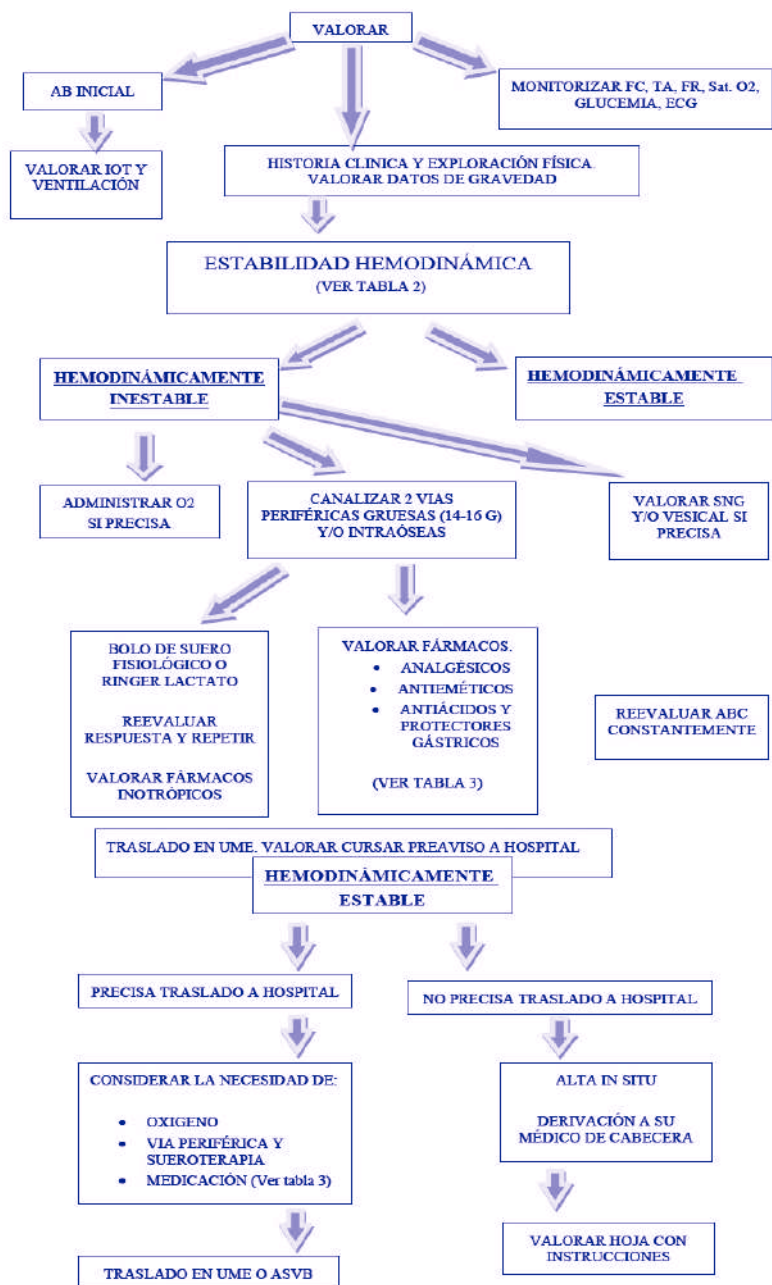 VALORAR
AB INICIAL
MONITORIZAR FC, TA, FR, Sat. O2,
GLUCEMIA, ECG
VALORAR IOT Y
VENTILACIÓN
HISTORIA CLINICA Y EXPLORACIÓN FÍSICA.
VALORAR DATOS DE GRAVEDAD
ESTABILIDAD HEMODINÁMICA
(VER TABLA 2)
HEMODINÁMICAMENTE
INESTABLE
HEMODINÁMICAMENTE
ESTABLE
ADMINISTRAR O2
SI PRECISA
CANALIZAR 2 VIAS
PERIFÉRICAS GRUESAS (14-16 G)
Y/O INTRAÓSEAS
VALORAR SNG
Y/O VESICAL SI
PRECISA
BOLO DE SUERO
FISIOLÓGICO O
RINGER LACTATO
REEVALUAR
RESPUESTA Y REPETIR
VALORAR FÁRMACOS
INOTRÓPICOS
VALORAR FÁRMACOS.
• ANALGÉSICOS
• ANTIEMÉTICOS
• ANTIÁCIDOS Y
PROTECTORES
GÁSTRICOS
(VER TABLA 3)
REEVALUAR ABC
CONSTANTEMENTE
TRASLADO EN UME. VALORAR CURSAR PREAVISO A HOSPITAL
HEMODINÁMICAMENTE
ESTABLE
PRECISA TRASLADO A HOSPITAL
NO PRECISA TRASLADO A HOSPITAL
CONSIDERAR LA NECESIDAD DE:
• OXIGENO
• VIA PERIFÉRICA Y
SUEROTERAPIA
• MEDICACIÓN (Ver tabla 3)
ALTA IN SITU
DERIVACIÓN A SU
MÉDICO DE CABECERA
TRASLADO EN UME O ASVB
VALORAR HOJA CON
INSTRUCCIONES